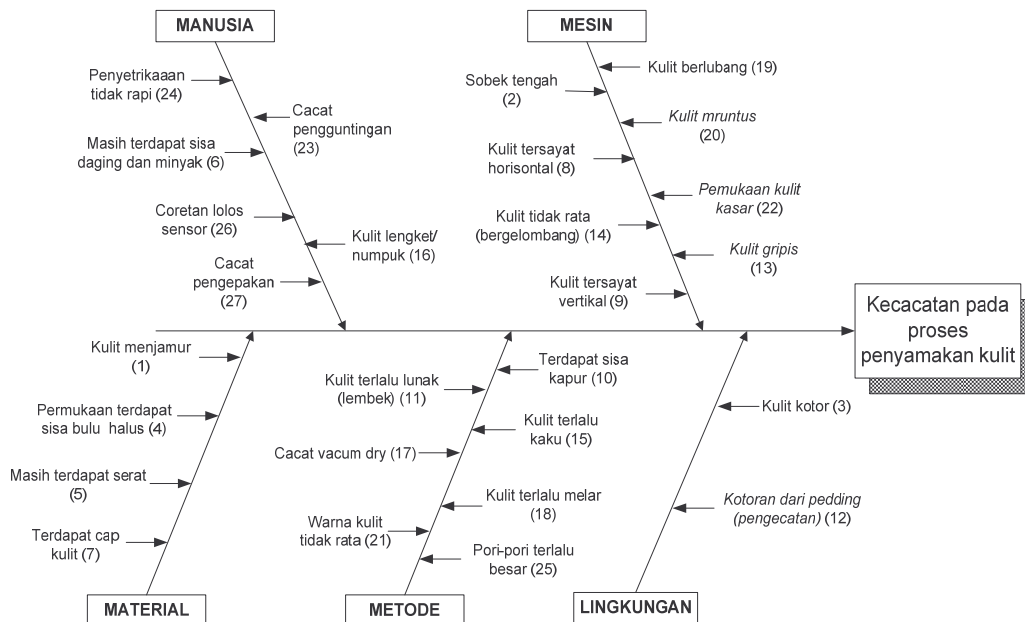 MANUSIA
Penyetrikaaan
tidak rapi (24)
Cacat
pengguntingan
(23)
Masih terdapat sisa
daging dan minyak (6)
Coretan lolos
sensor (26)
Kulit lengket/
numpuk (16)
Cacat
pengepakan
(27)
MESIN
Kulit berlubang (19)
Sobek tengah
(2)
Kulit mruntus
(20)
Kulit tersayat
horisontal (8)
Pemukaan kulit
kasar (22)
Kulit tidak rata
(bergelombang) (14)
Kulit gripis
(13)
Kulit tersayat
vertikal (9)
Kecacatan pada
proses
penyamakan kulit
Kulit menjamur
(1)
Permukaan terdapat
sisa bulu halus (4)
Masih terdapat serat
(5)
Terdapat cap
kulit (7)
MATERIAL
Terdapat sisa
kapur (10)
Kulit terlalu lunak
(lembek) (11)
Kulit terlalu
kaku (15)
Cacat vacum dry (17)
Kulit terlalu melar
(18)
Warna kulit
tidak rata (21)
Pori-pori terlalu
besar (25)
METODE
Kulit kotor (3)
Kotoran dari pedding
(pengecatan) (12)
LINGKUNGAN